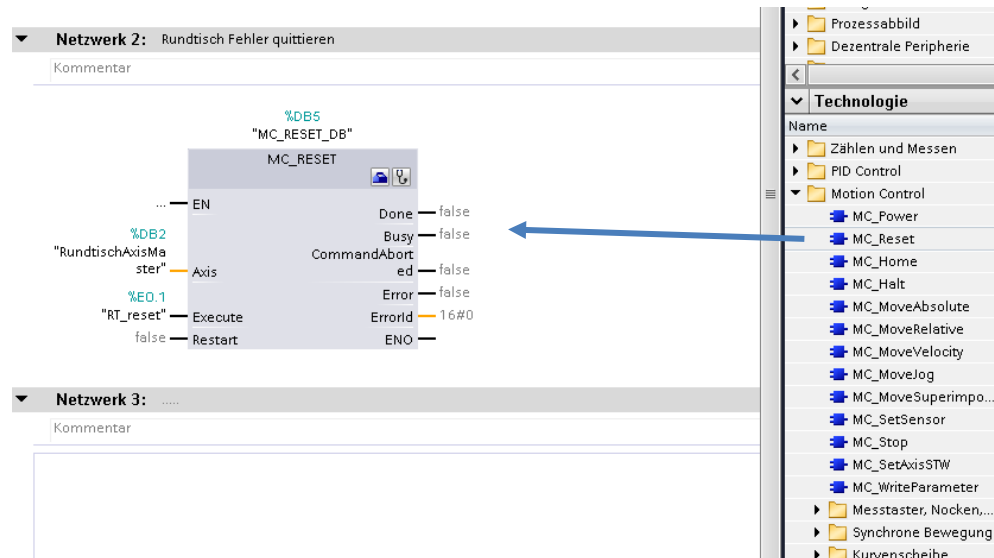 Netzwerk 2: Rundtisch Fehler quittieren
Kommentar
%DB5
"MC_RESET_DB"
MC_RESET
... EN
Done false
%DB2
Busy false
"RundtischAxisMa
CommandAbort
ster" Axis
ed false
%E0.1
Error false
"RT_reset" Execute
ErrorId 16#0
false Restart
ENO
Netzwerk 3: .....
Kommentar
Prozessabbild
Dezentrale Peripherie
Technologie
Name
Zählen und Messen
PID Control
Motion Control
MC_Power
MC_Reset
MC_Home
MC_Halt
MC_MoveAbsolute
MC_MoveRelative
MC_MoveVelocity
MC_MoveJog
MC_MoveSuperimpo...
MC_SetSensor
MC_Stop
MC_SetAxisSTW
MC_WriteParameter
Messtaster, Nocken,...
Synchrone Bewegung
Kurvenscheibe